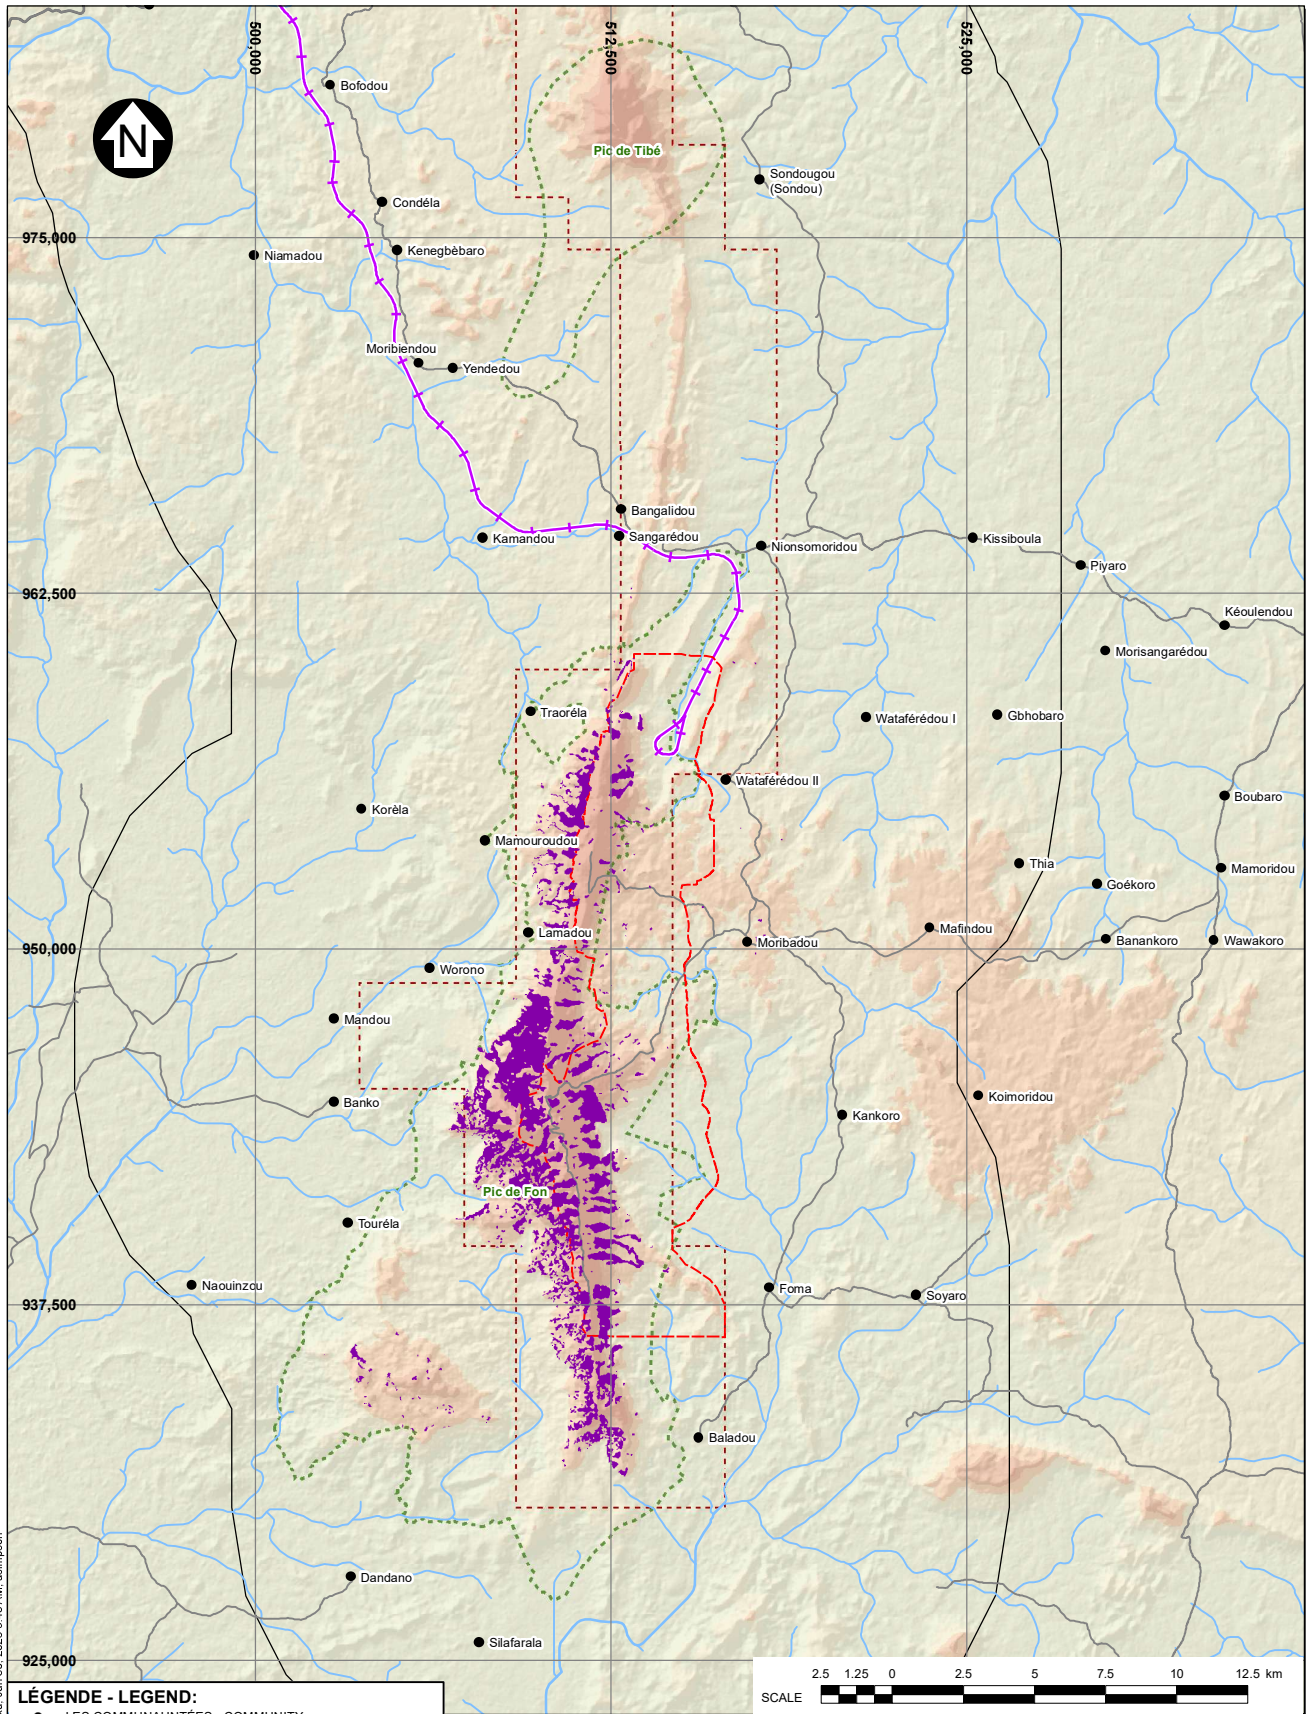 500,000
512,500
525,000
Bofodou
N
Pic de Tibé
Sondougou
(Sondou)
Condéla
975,000
Niamadou
Kenegbèbaro
Moribiendou
Yendedou
Bangalidou
Kamandou
Sangarédou
Nionsomoridou
Kissiboula
Piyaro
962,500
Kéoulendou
Morisangarédou
Traoréla
Wataférédou I
Gbhobaro
Wataférédou II
Boubaro
Korèla
Mamouroudou
Thia
Mamoridou
Goékoro
Lamadou
Mafindou
950,000
Moribadou
Banankoro
Wawakoro
Worono
Mandou
Koimoridou
Banko
Kankoro
Pic de Fon
Touréla
Naouinzou
Foma
Soyaro
937,500
Baladou
Dandano
Silafarala
925,000
2.5 1.25 0 2.5 5 7.5 10 12.5 km
SCALE
LÉGENDE - LEGEND:
LES COMMUNAUNTÉES - COMMUNITY